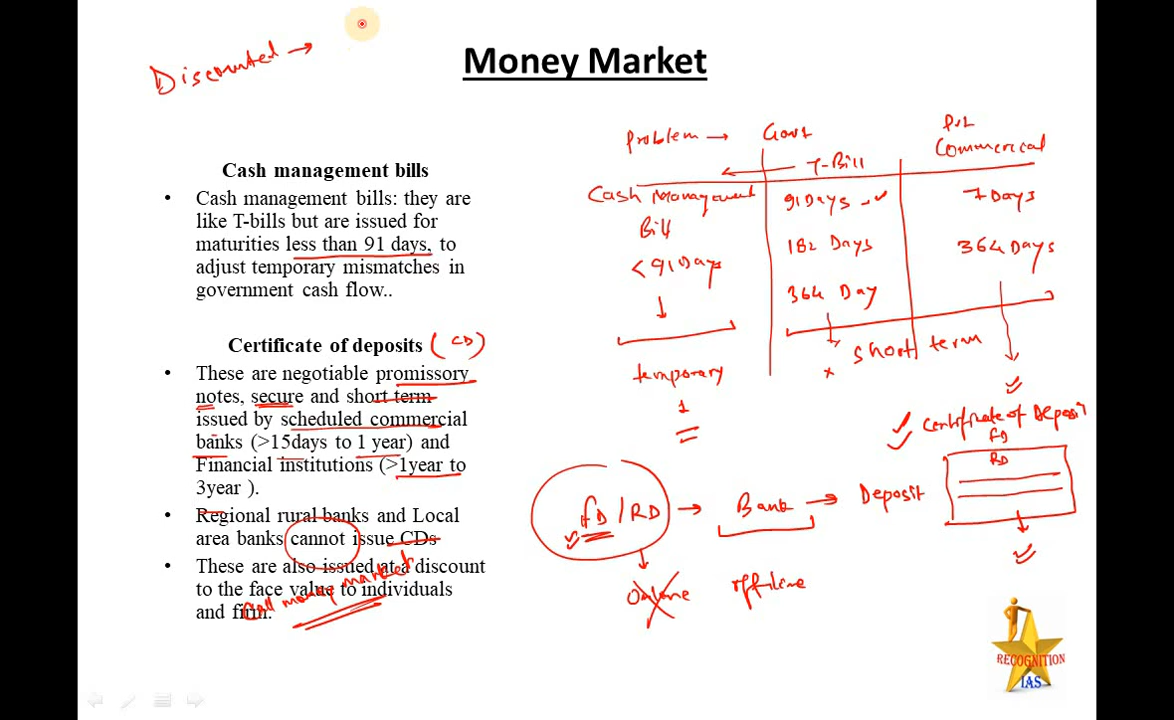 Discounted →
Money Market
Cash management bills
• Cash management bills: they are
like T-bills but are issued for
maturities less than 91 days, to
adjust temporary mismatches in
government cash flow..
Certificate of deposits (CD)
• These are negotiable promissory
notes, secure and short term
issued by scheduled commercial
banks (>15days to 1 year) and
Financial institutions (>1year to
3year ).
• Regional rural banks and Local
area banks cannot issue CDs
• These are also issued at a discount
to the face value to individuals
and firm.
Call money market
Problem → Govt
Pvt
Commercial
← T-Bill
Cash Management
Bill
<91 Days
temporary
91 Days
182 Days
364 Day
7 Days
364 Days
Short term
Certificate of Deposit
FD
RD
FD/RD → Bank → Deposit
Online offline
RECOGNITION
IAS